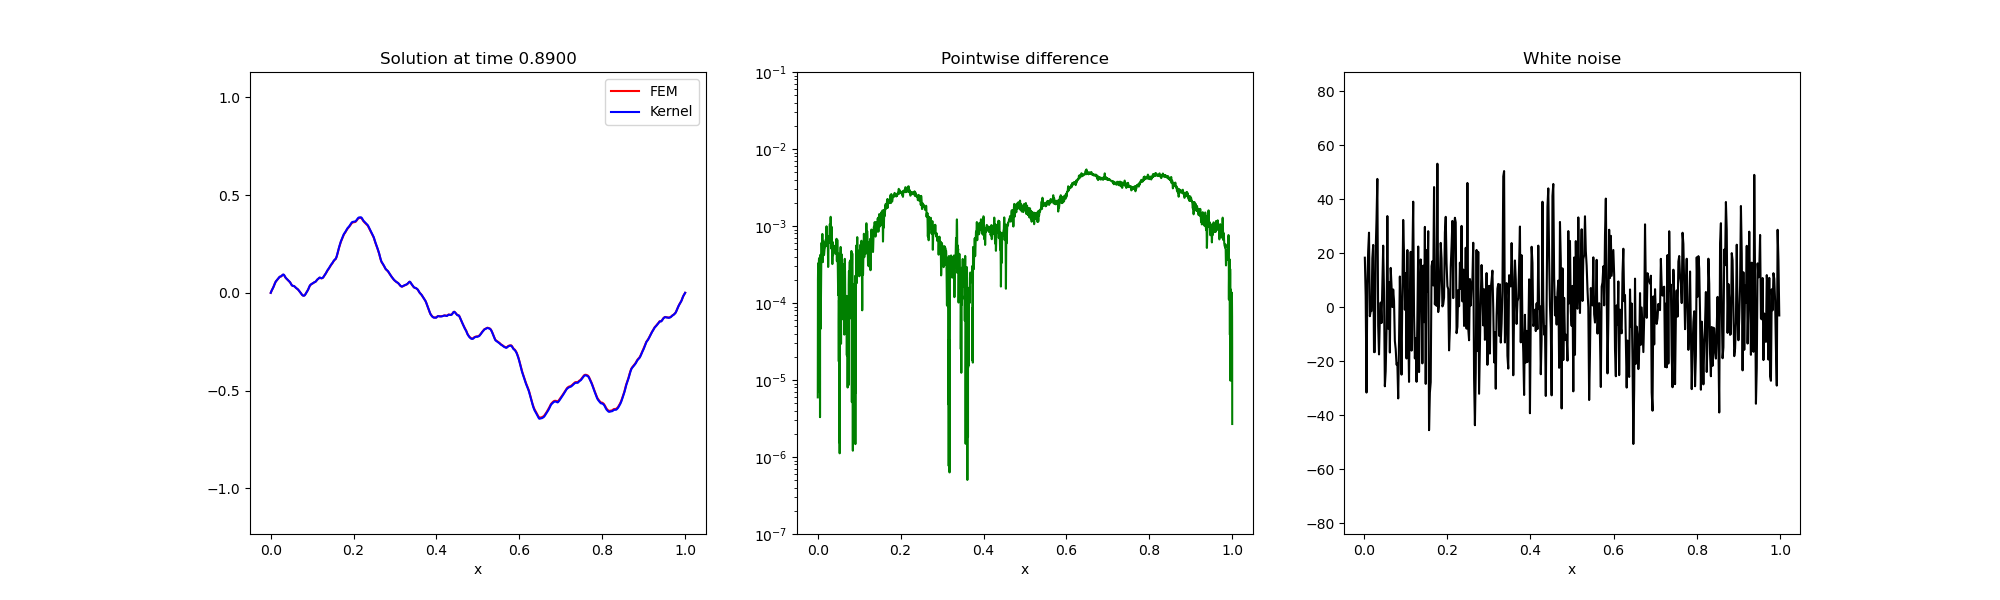 Solution at time 0.8900
1.0
0.5
0.0
−0.5
−1.0
0.0 0.2 0.4 0.6 0.8 1.0
x
FEM
Kernel
Pointwise difference
10⁻¹
10⁻²
10⁻³
10⁻⁴
10⁻⁵
10⁻⁶
10⁻⁷
0.0 0.2 0.4 0.6 0.8 1.0
x
White noise
80
60
40
20
0
−20
−40
−60
−80
0.0 0.2 0.4 0.6 0.8 1.0
x